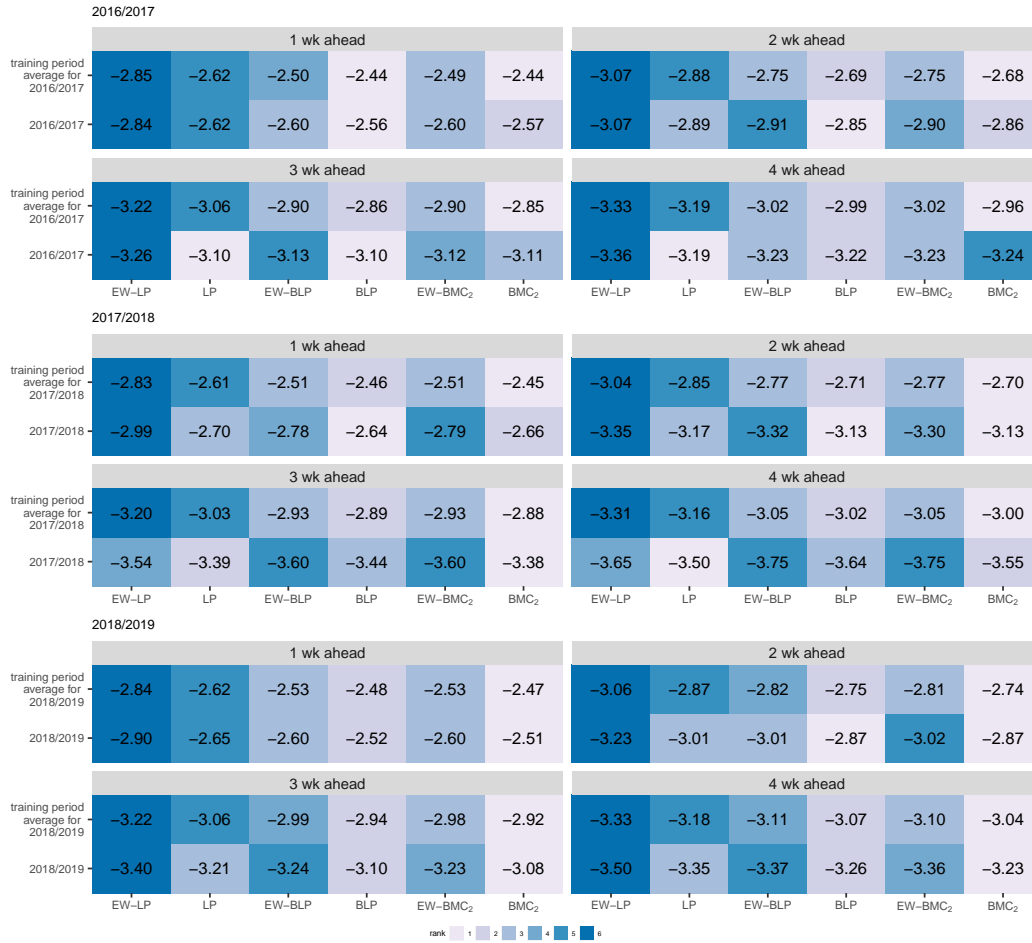 2016/2017
1 wk ahead
2 wk ahead
training period
average for
2016/2017
−2.85 −2.62 −2.50 −2.44 −2.49 −2.44
−3.07 −2.88 −2.75 −2.69 −2.75 −2.68
2016/2017
−2.84 −2.62 −2.60 −2.56 −2.60 −2.57
−3.07 −2.89 −2.91 −2.85 −2.90 −2.86
3 wk ahead
4 wk ahead
training period
average for
2016/2017
−3.22 −3.06 −2.90 −2.86 −2.90 −2.85
−3.33 −3.19 −3.02 −2.99 −3.02 −2.96
2016/2017
−3.26 −3.10 −3.13 −3.10 −3.12 −3.11
−3.36 −3.19 −3.23 −3.22 −3.23 −3.24
EW−LP LP EW−BLP BLP EW−BMC₂ BMC₂
EW−LP LP EW−BLP BLP EW−BMC₂ BMC₂
2017/2018
1 wk ahead
2 wk ahead
training period
average for
2017/2018
−2.83 −2.61 −2.51 −2.46 −2.51 −2.45
−3.04 −2.85 −2.77 −2.71 −2.77 −2.70
2017/2018
−2.99 −2.70 −2.78 −2.64 −2.79 −2.66
−3.35 −3.17 −3.32 −3.13 −3.30 −3.13
3 wk ahead
4 wk ahead
training period
average for
2017/2018
−3.20 −3.03 −2.93 −2.89 −2.93 −2.88
−3.31 −3.16 −3.05 −3.02 −3.05 −3.00
2017/2018
−3.54 −3.39 −3.60 −3.44 −3.60 −3.38
−3.65 −3.50 −3.75 −3.64 −3.75 −3.55
EW−LP LP EW−BLP BLP EW−BMC₂ BMC₂
EW−LP LP EW−BLP BLP EW−BMC₂ BMC₂
2018/2019
1 wk ahead
2 wk ahead
training period
average for
2018/2019
−2.84 −2.62 −2.53 −2.48 −2.53 −2.47
−3.06 −2.87 −2.82 −2.75 −2.81 −2.74
2018/2019
−2.90 −2.65 −2.60 −2.52 −2.60 −2.51
−3.23 −3.01 −3.01 −2.87 −3.02 −2.87
3 wk ahead
4 wk ahead
training period
average for
2018/2019
−3.22 −3.06 −2.99 −2.94 −2.98 −2.92
−3.33 −3.18 −3.11 −3.07 −3.10 −3.04
2018/2019
−3.40 −3.21 −3.24 −3.10 −3.23 −3.08
−3.50 −3.35 −3.37 −3.26 −3.36 −3.23
EW−LP LP EW−BLP BLP EW−BMC₂ BMC₂
EW−LP LP EW−BLP BLP EW−BMC₂ BMC₂
rank 1 2 3 4 5 6